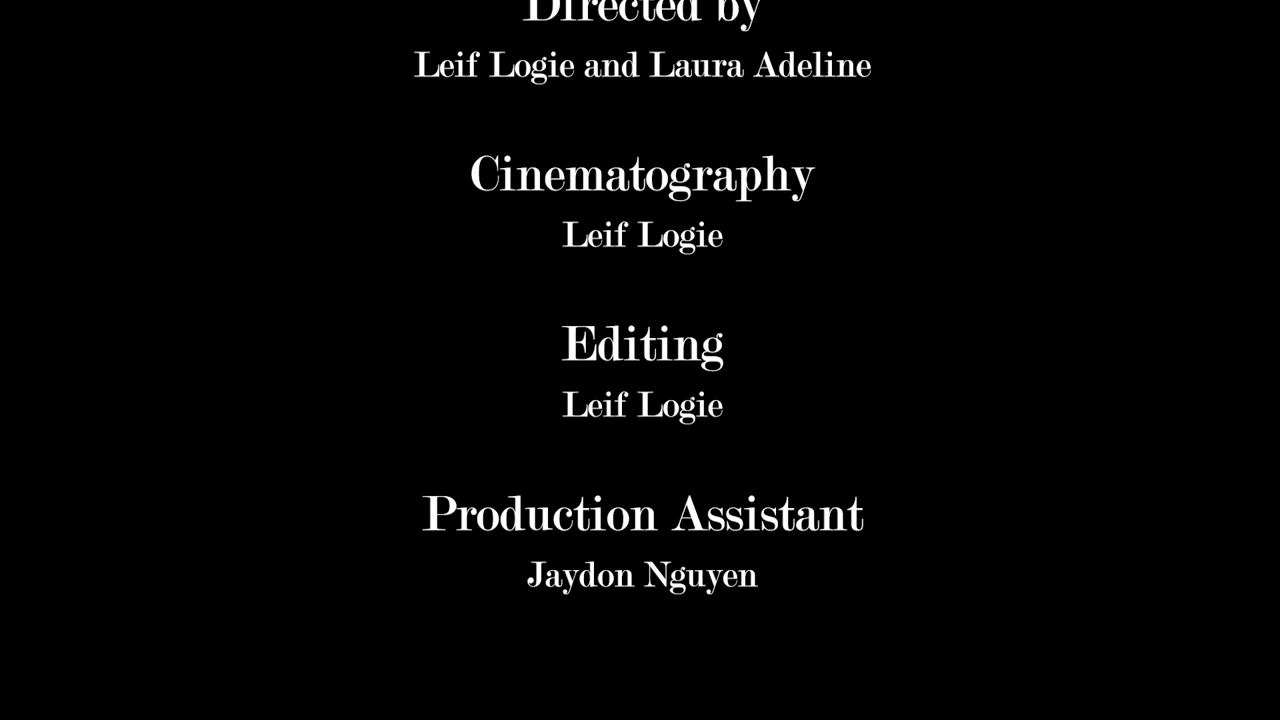 Directed by
Leif Logie and Laura Adeline
Cinematography
Leif Logie
Editing
Leif Logie
Production Assistant
Jaydon Nguyen